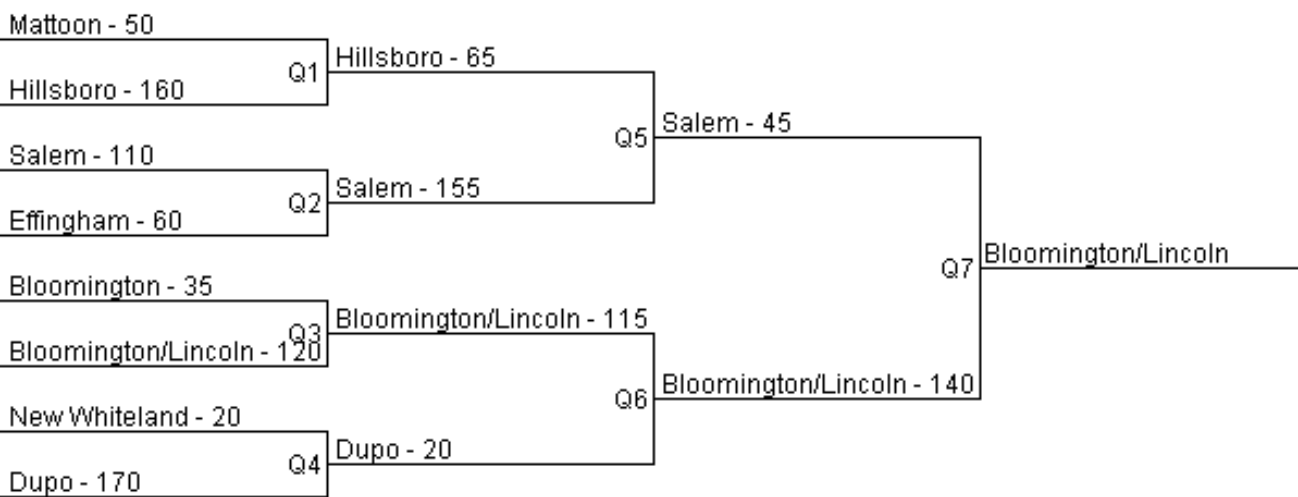 Mattoon - 50
Q1
Hillsboro - 65
Hillsboro - 160
Q5
Salem - 45
Salem - 110
Q2
Salem - 155
Effingham - 60
Q7
Bloomington/Lincoln
Bloomington - 35
Q3
Bloomington/Lincoln - 115
Bloomington/Lincoln - 120
Q6
Bloomington/Lincoln - 140
New Whiteland - 20
Q4
Dupo - 20
Dupo - 170